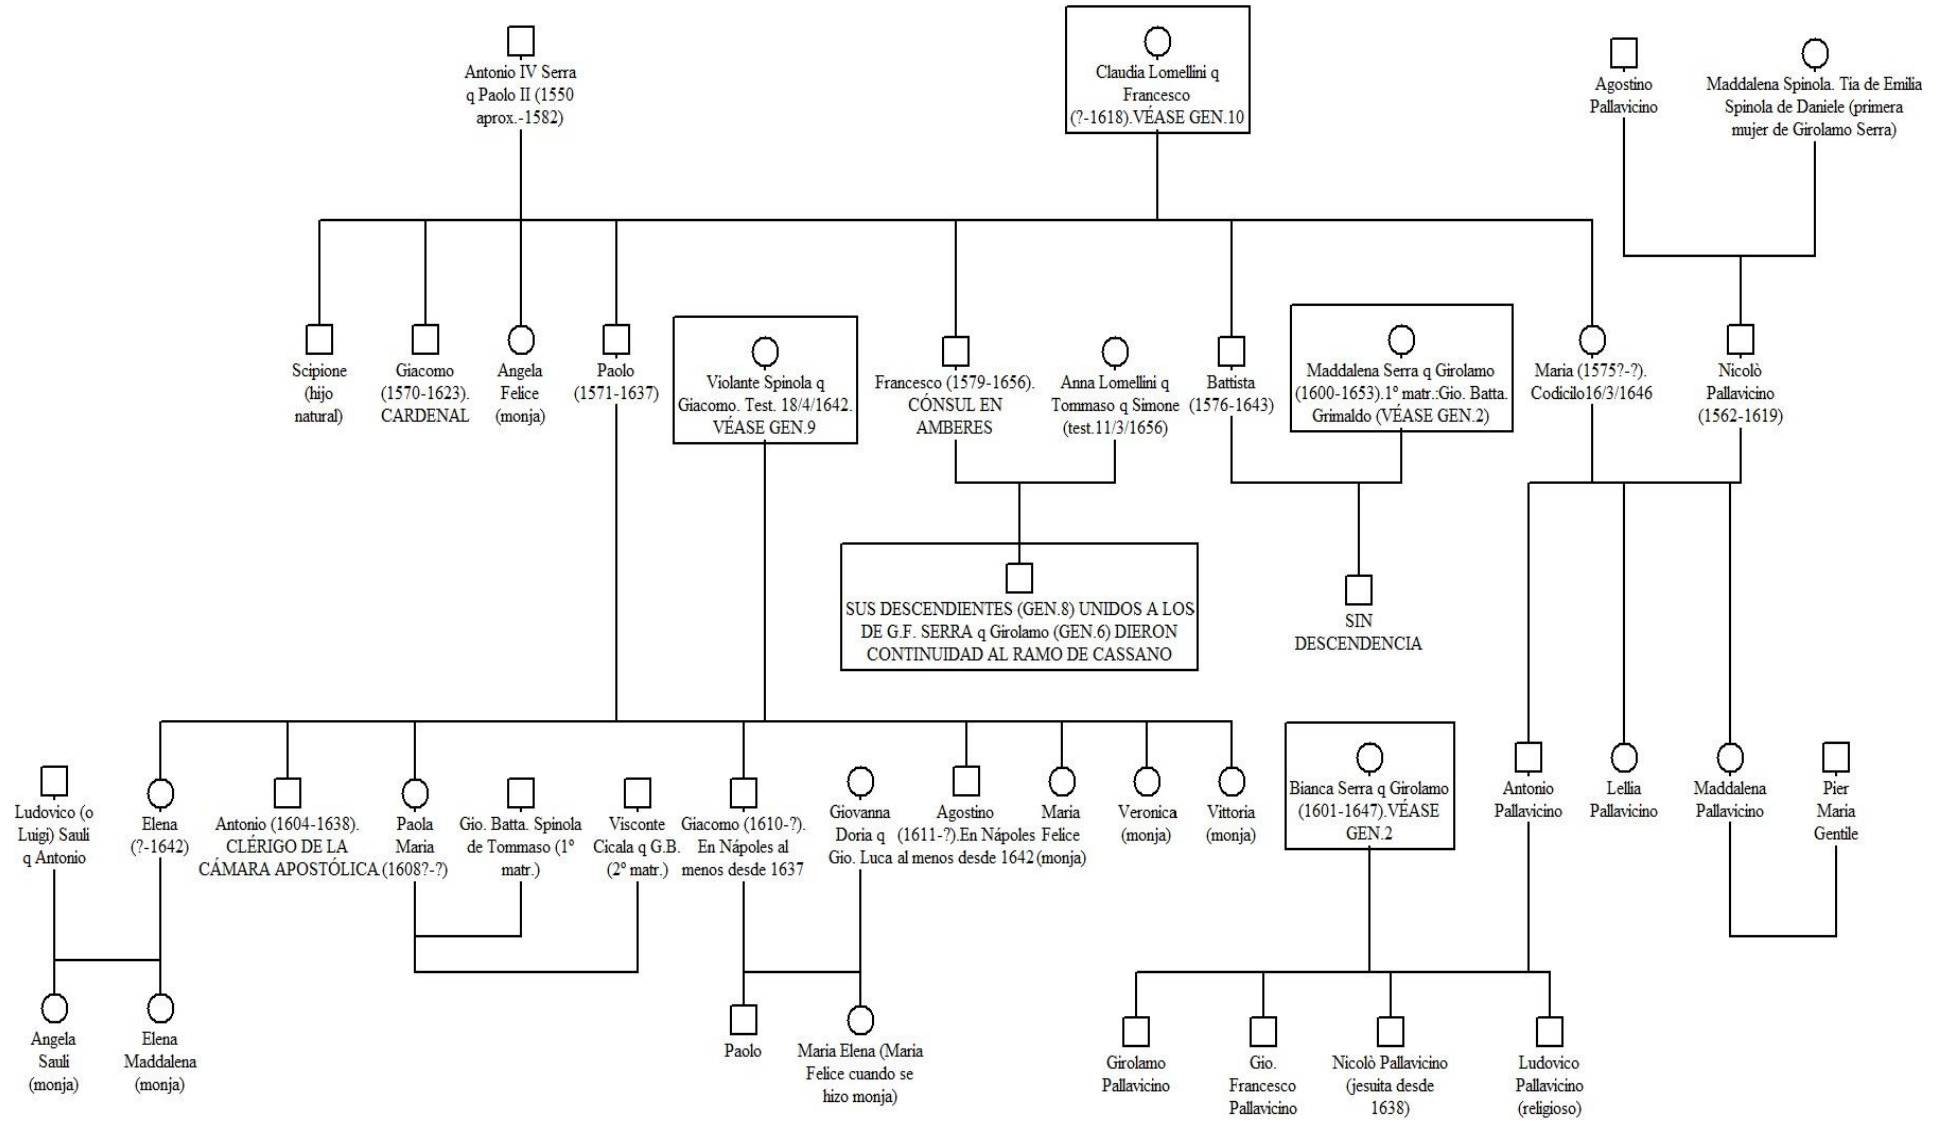 Antonio IV Serra
q Paolo II (1550
aprox.-1582)
Claudia Lomellini q
Francesco
(?-1618).VÉASE GEN.10
Agostino
Pallavicino
Maddalena Spinola. Tia de Emilia
Spinola de Daniele (primera
mujer de Girolamo Serra)
Scipione
(hijo
natural)
Giacomo
(1570-1623).
CARDENAL
Angela
Felice
(monja)
Paolo
(1571-1637)
Violante Spinola q
Giacomo. Test. 18/4/1642.
VÉASE GEN.9
Francesco (1579-1656).
CÓNSUL EN
AMBERES
Anna Lomellini q
Tommaso q Simone
(test.11/3/1656)
Battista
(1576-1643)
Maddalena Serra q Girolamo
(1600-1653).1º matr.:Gio. Batta.
Grimaldo (VÉASE GEN.2)
Maria (1575?-?).
Codicilo16/3/1646
Nicolò
Pallavicino
(1562-1619)
SUS DESCENDIENTES (GEN.8) UNIDOS A LOS
DE G.F. SERRA q Girolamo (GEN.6) DIERON
CONTINUIDAD AL RAMO DE CASSANO
SIN
DESCENDENCIA
Ludovico (o
Luigi) Sauli
q Antonio
Elena
(?-1642)
Antonio (1604-1638).
CLÉRIGO DE LA
CÁMARA APOSTÓLICA
Paola
Maria
(1608?-?)
Gio. Batta. Spinola
de Tommaso (1º
matr.)
Visconte
Cicala q G.B.
(2º matr.)
Giacomo (1610-?).
En Nápoles al
menos desde 1637
Giovanna
Doria q
Gio. Luca
Agostino
(1611-?).En Nápoles
al menos desde 1642
Maria
Felice
(monja)
Veronica
(monja)
Vittoria
(monja)
Bianca Serra q Girolamo
(1601-1647).VÉASE
GEN.2
Antonio
Pallavicino
Lellia
Pallavicino
Maddalena
Pallavicino
Pier
Maria
Gentile
Angela
Sauli
(monja)
Elena
Maddalena
(monja)
Paolo
Maria Elena (Maria
Felice cuando se
hizo monja)
Girolamo
Pallavicino
Gio.
Francesco
Pallavicino
Nicolò Pallavicino
(jesuita desde
1638)
Ludovico
Pallavicino
(religioso)